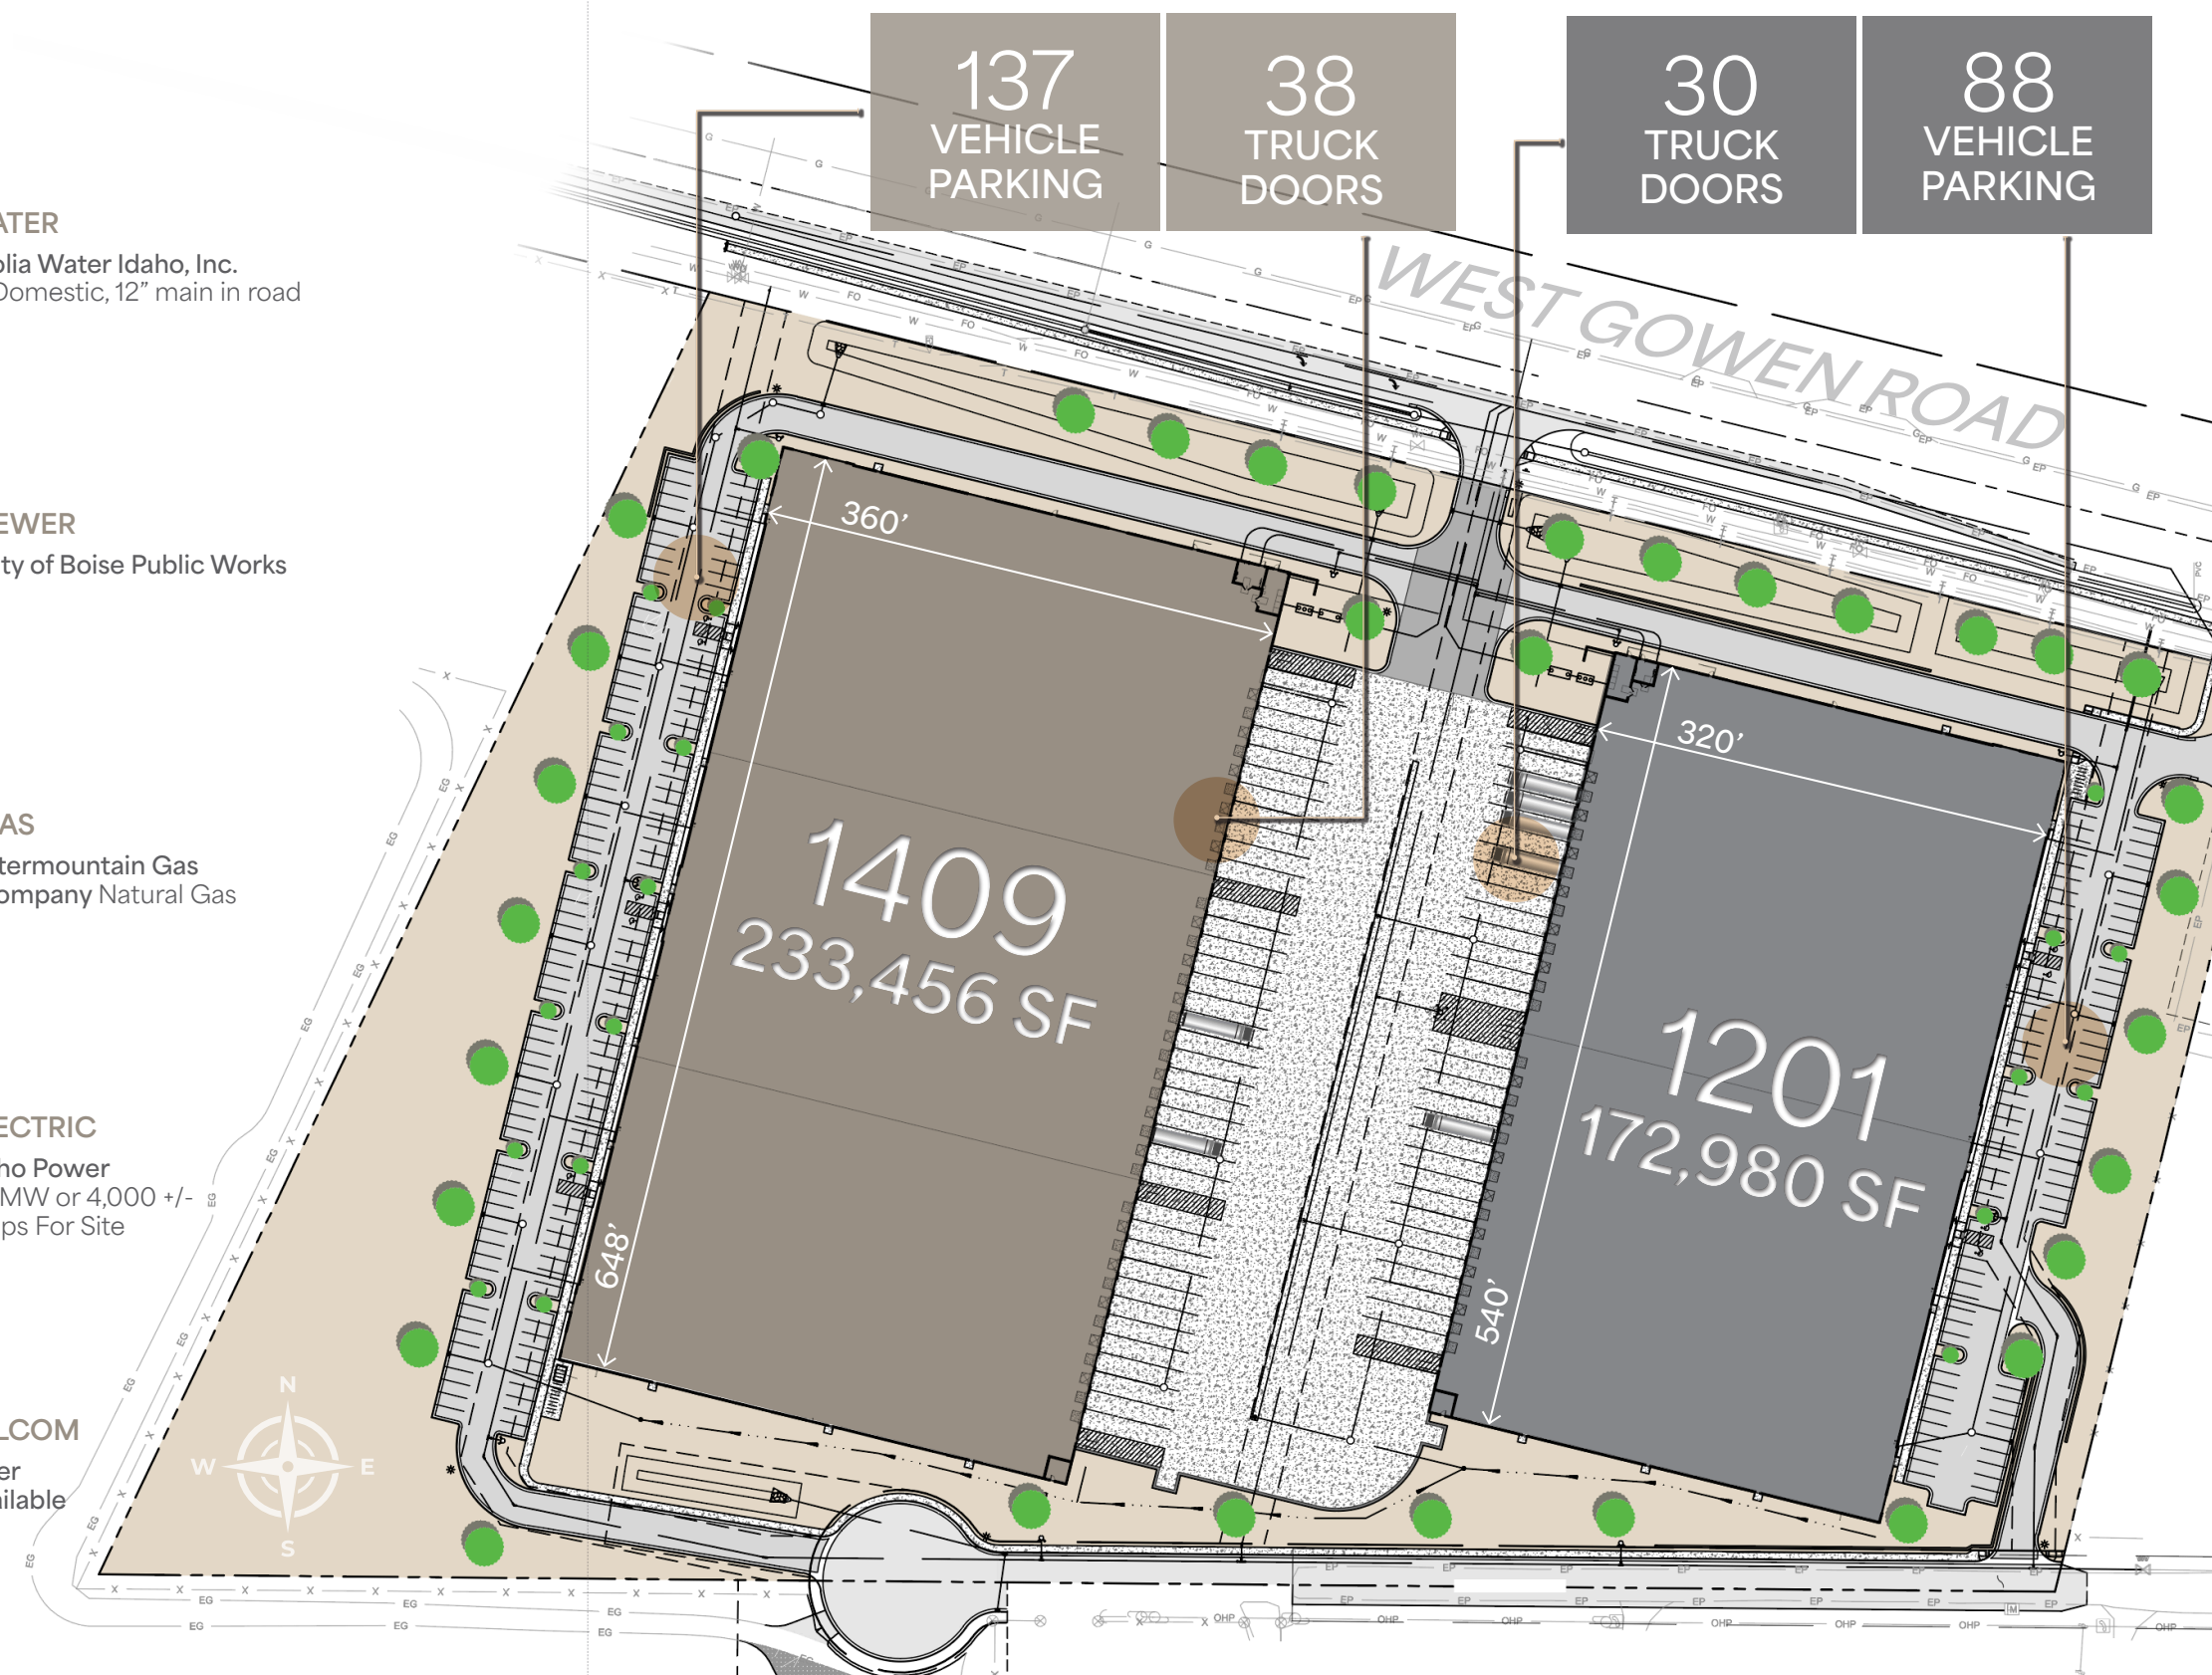 137
VEHICLE
PARKING
38
TRUCK
DOORS
30
TRUCK
DOORS
88
VEHICLE
PARKING
WEST GOWEN ROAD
ATER
olia Water Idaho, Inc.
Domestic, 12” main in road
EWER
ty of Boise Public Works
AS
termountain Gas
ompany Natural Gas
ECTRIC
ho Power
MW or 4,000 +/-
ps For Site
LCOM
er
ailable
360’
648’
1409
233,456 SF
320’
540’
1201
172,980 SF
N
W E
S